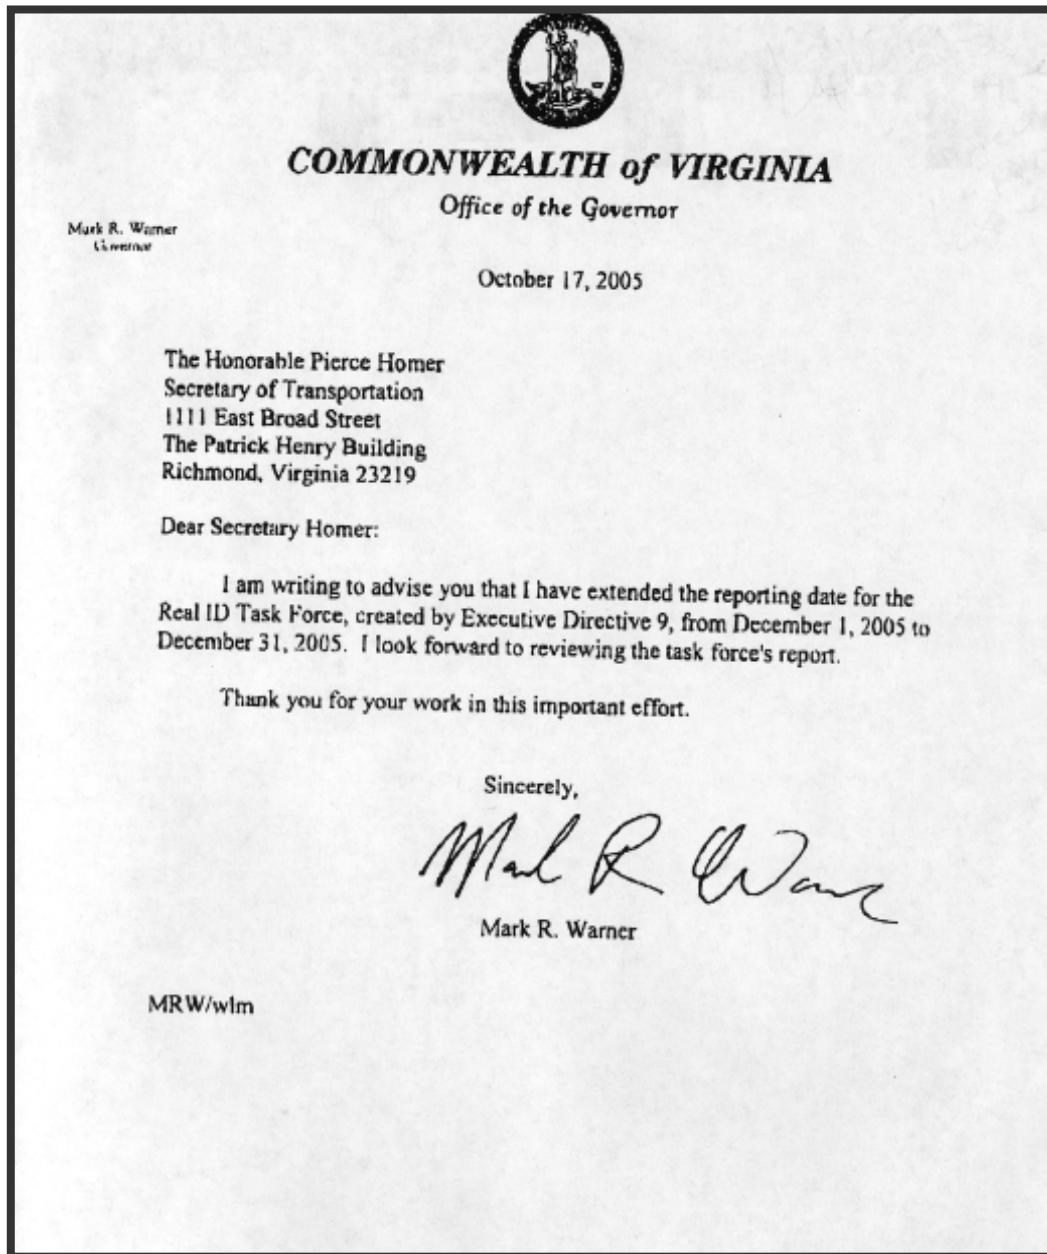 COMMONWEALTH of VIRGINIA
Office of the Governor
Mark R. Warner
Governor
October 17, 2005
The Honorable Pierce Homer
Secretary of Transportation
1111 East Broad Street
The Patrick Henry Building
Richmond, Virginia 23219
Dear Secretary Homer:
I am writing to advise you that I have extended the reporting date for the
Real ID Task Force, created by Executive Directive 9, from December 1, 2005 to
December 31, 2005. I look forward to reviewing the task force's report.
Thank you for your work in this important effort.
Sincerely,
Mark R Warner
Mark R. Warner
MRW/wlm